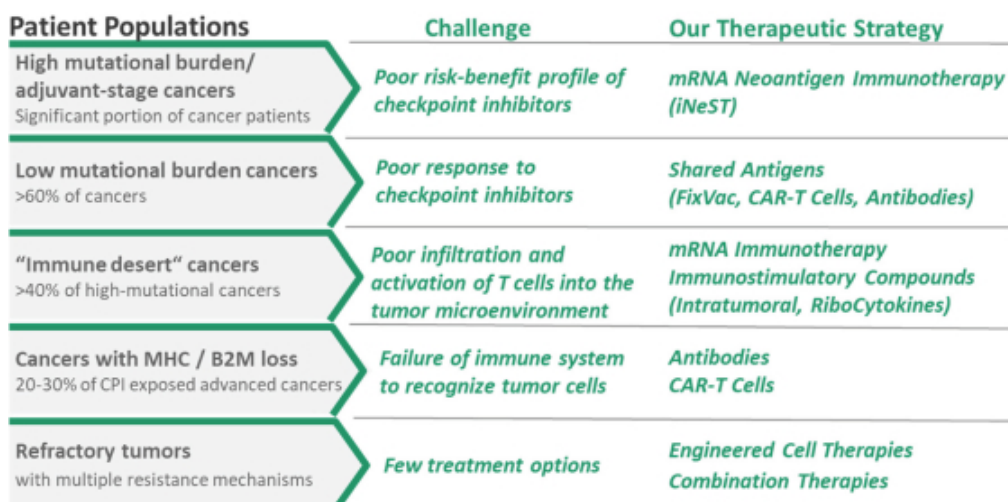 Patient Populations Challenge Our Therapeutic Strategy
High mutational burden/
adjuvant-stage cancers
Significant portion of cancer patients
Poor risk-benefit profile of
checkpoint inhibitors
mRNA Neoantigen Immunotherapy
(iNeST)
Low mutational burden cancers
>60% of cancers
Poor response to
checkpoint inhibitors
Shared Antigens
(FixVac, CAR-T Cells, Antibodies)
“Immune desert“ cancers
>40% of high-mutational cancers
Poor infiltration and
activation of T cells into the
tumor microenvironment
mRNA Immunotherapy
Immunostimulatory Compounds
(Intratumoral, RiboCytokines)
Cancers with MHC / B2M loss
20-30% of CPI exposed advanced cancers
Failure of immune system
to recognize tumor cells
Antibodies
CAR-T Cells
Refractory tumors
with multiple resistance mechanisms
Few treatment options
Engineered Cell Therapies
Combination Therapies